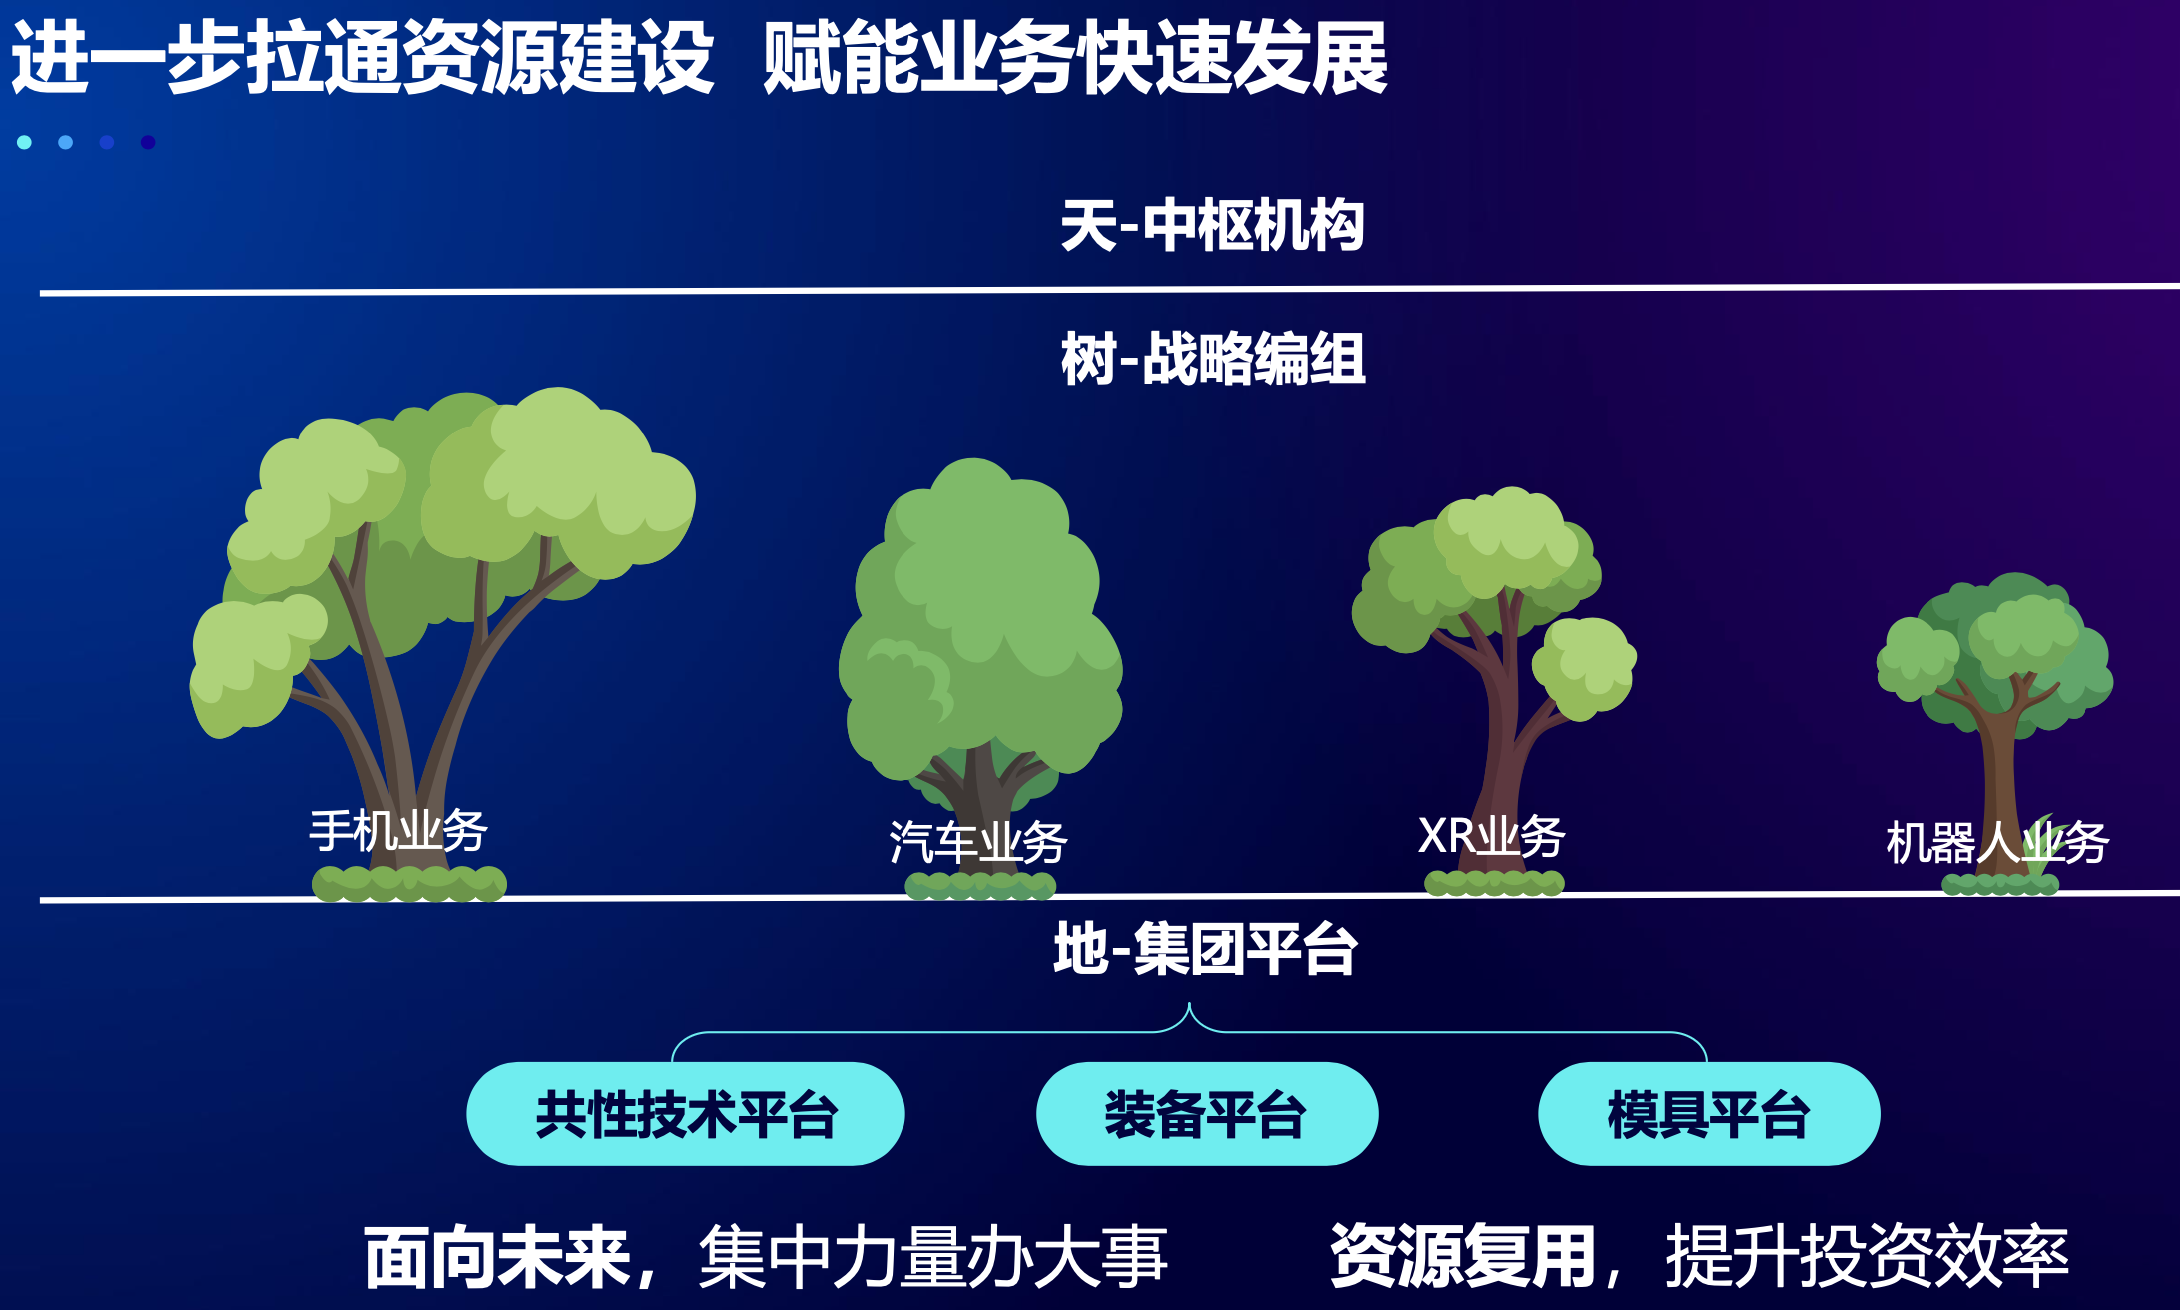 进一步拉通资源建设 赋能业务快速发展
天-中枢机构
树-战略编组
手机业务
汽车业务
XR业务
机器人业务
地-集团平台
共性技术平台
装备平台
模具平台
面向未来，集中力量办大事
资源复用，提升投资效率